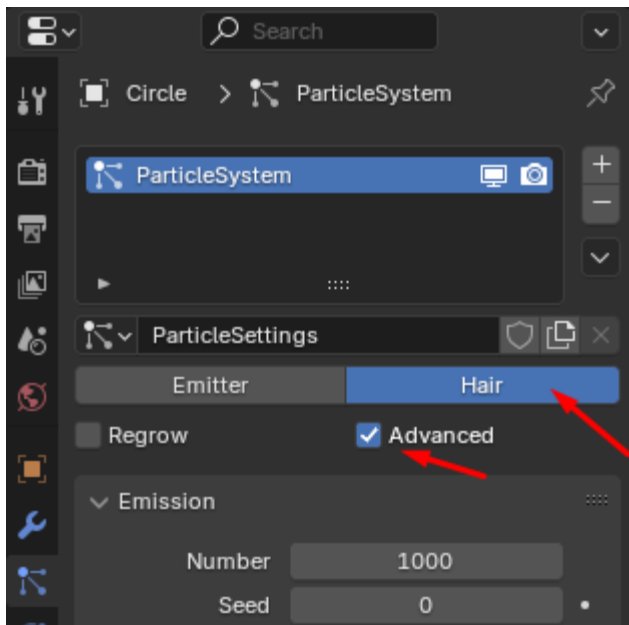 Search
Circle > ParticleSystem
ParticleSystem
ParticleSettings
Emitter Hair
Regrow Advanced
Emission
Number 1000
Seed 0